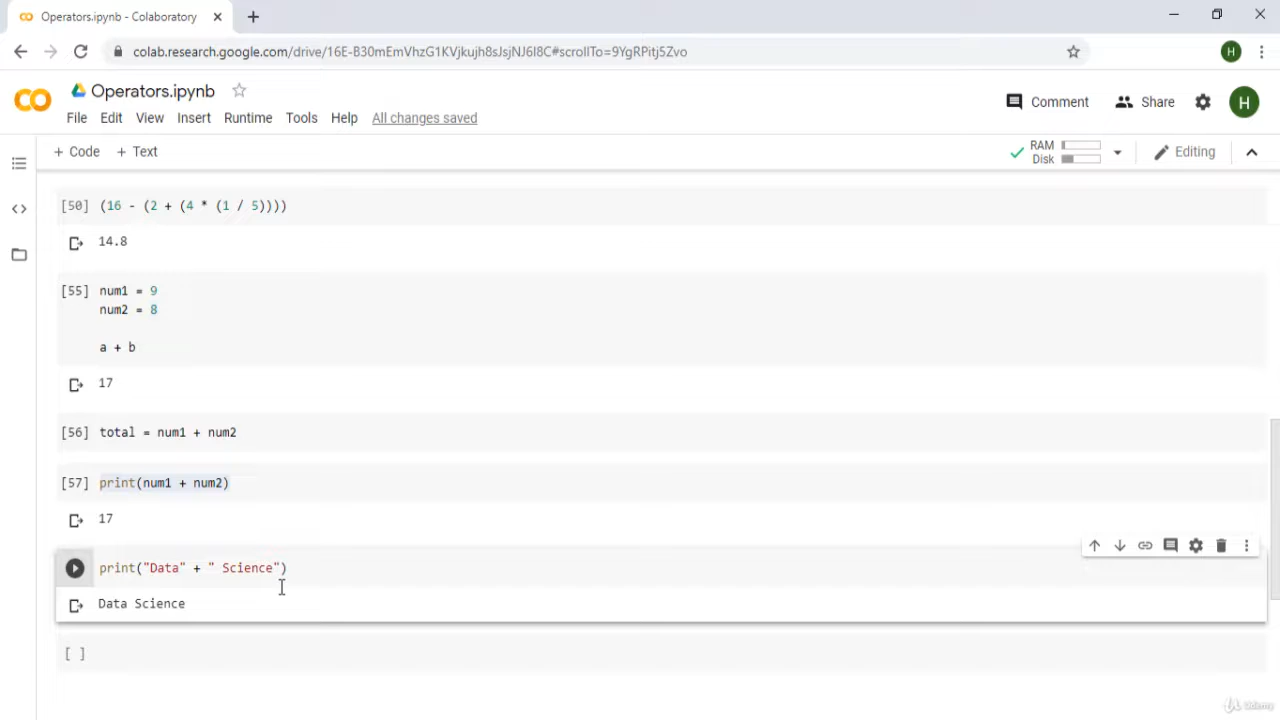 Operators.ipynb - Colaboratory
colab.research.google.com/drive/16E-B30mEmVhzG1KVjkujh8sJsjNJ6I8C#scrollTo=9YgRPitj5Zvo
H
CO Operators.ipynb
Comment Share H
File Edit View Insert Runtime Tools Help All changes saved
+ Code + Text
RAM
Disk
Editing
[50] (16 - (2 + (4 * (1 / 5))))
14.8
[55] num1 = 9
num2 = 8
a + b
17
[56] total = num1 + num2
[57] print(num1 + num2)
17
print("Data" + " Science")
Data Science
[ ]
Udemy